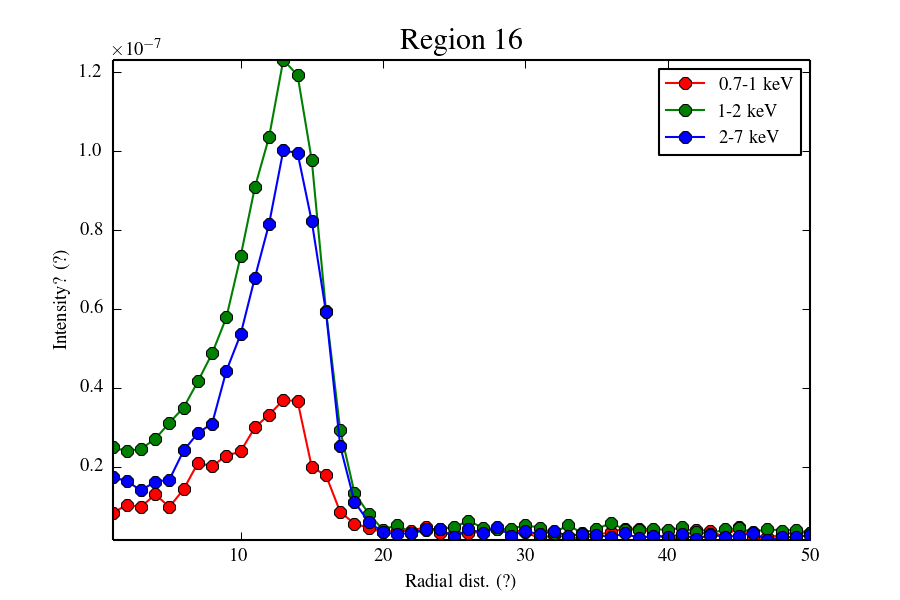 Region 16
×10⁻⁷
1.2
1.0
0.8
0.6
0.4
0.2
Intensity? (?)
0.7-1 keV
1-2 keV
2-7 keV
10
20
30
40
50
Radial dist. (?)